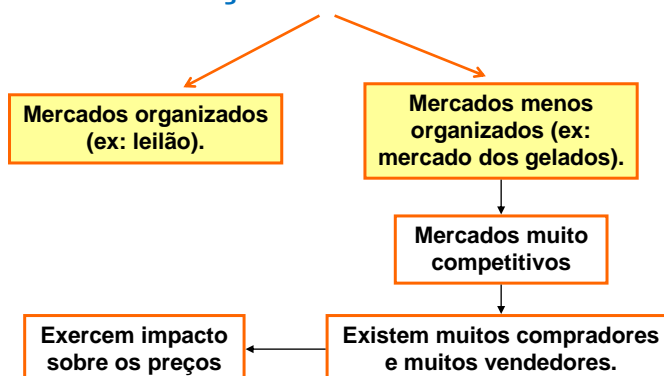 Mercados organizados
(ex: leilão).
Mercados menos
organizados (ex:
mercado dos gelados).
Mercados muito
competitivos
Exercem impacto
sobre os preços
Existem muitos compradores
e muitos vendedores.